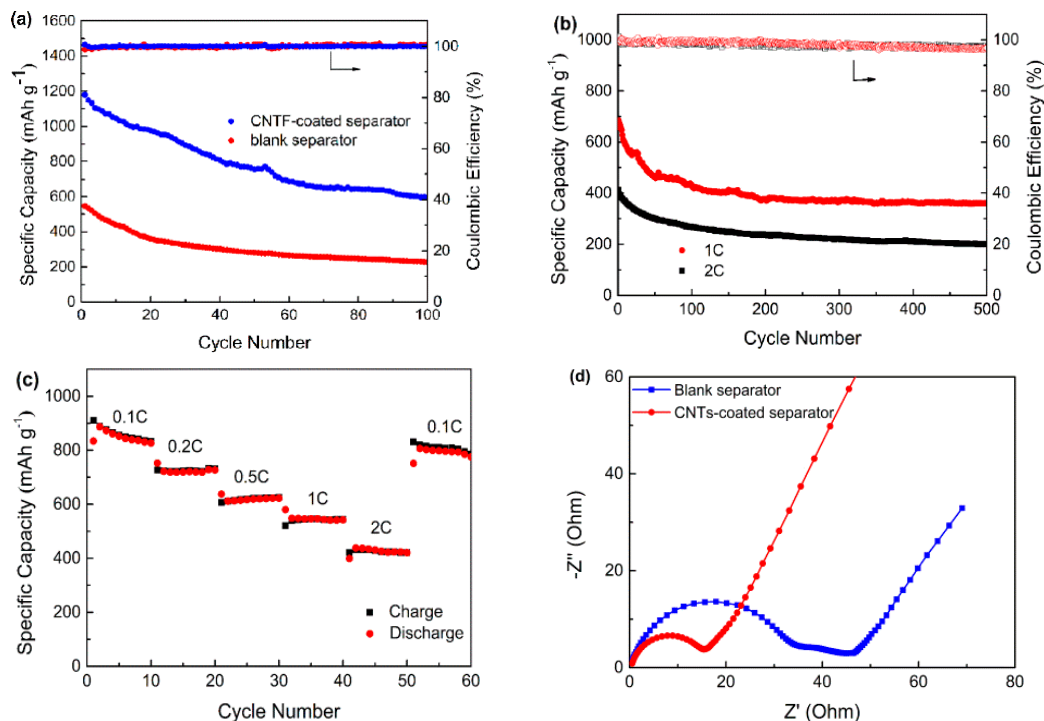 (a)
1600
1400
1200
1000
800
600
400
200
0
Specific Capacity (mAh g-1)
100
80
60
40
20
0
Coulombic Efficiency (%)
CNTF-coated separator
blank separator
0 20 40 60 80 100
Cycle Number
(b)
1000
800
600
400
200
0
Specific Capacity (mAh g-1)
100
80
60
40
20
0
Coulombic Efficiency (%)
1C
2C
0 100 200 300 400 500
Cycle Number
(c)
1000
800
600
400
200
0
Specific Capacity (mAh g-1)
0.1C
0.2C
0.5C
1C
2C
0.1C
Charge
Discharge
0 10 20 30 40 50 60
Cycle Number
(d)
60
40
20
0
-Z'' (Ohm)
Blank separator
CNTs-coated separator
0 20 40 60 80
Z' (Ohm)